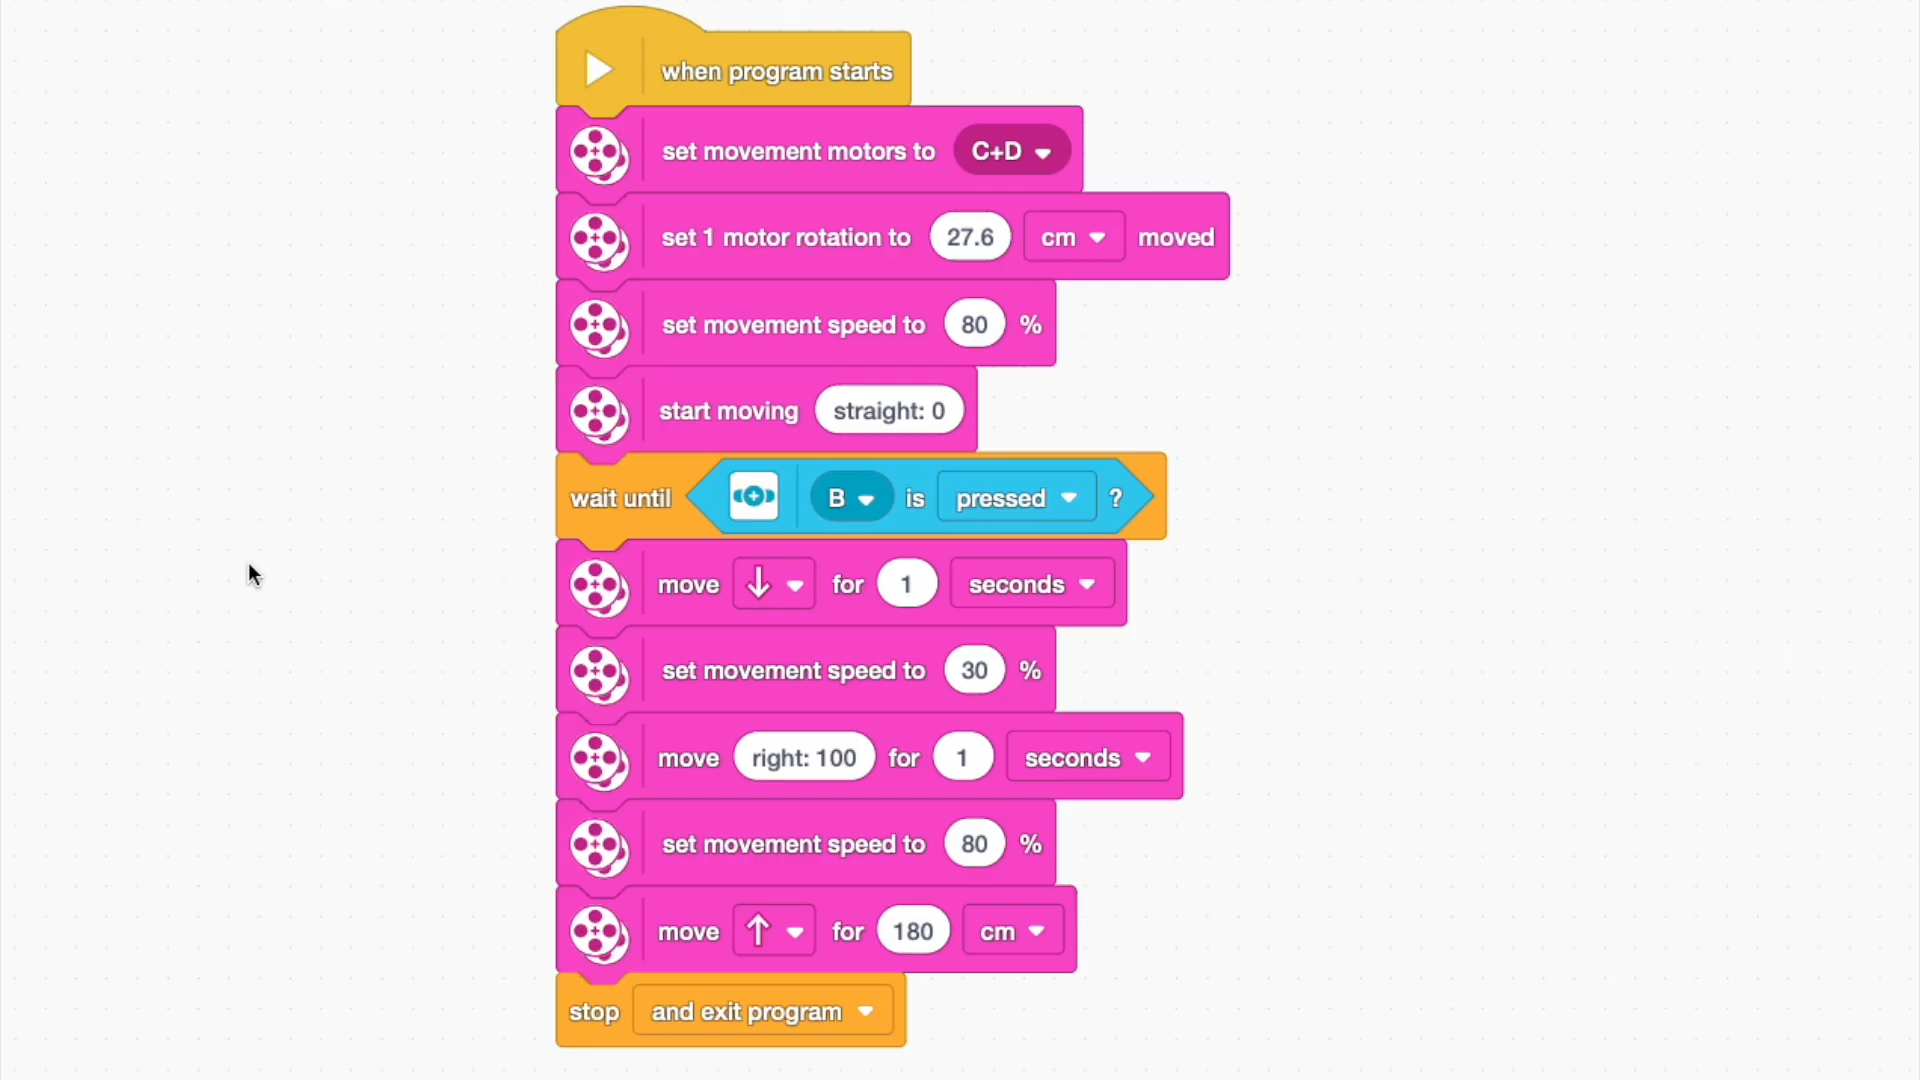 when program starts
set movement motors to C+D
set 1 motor rotation to 27.6 cm moved
set movement speed to 80 %
start moving straight: 0
wait until B is pressed ?
move for 1 seconds
set movement speed to 30 %
move right: 100 for 1 seconds
set movement speed to 80 %
move for 180 cm
stop and exit program